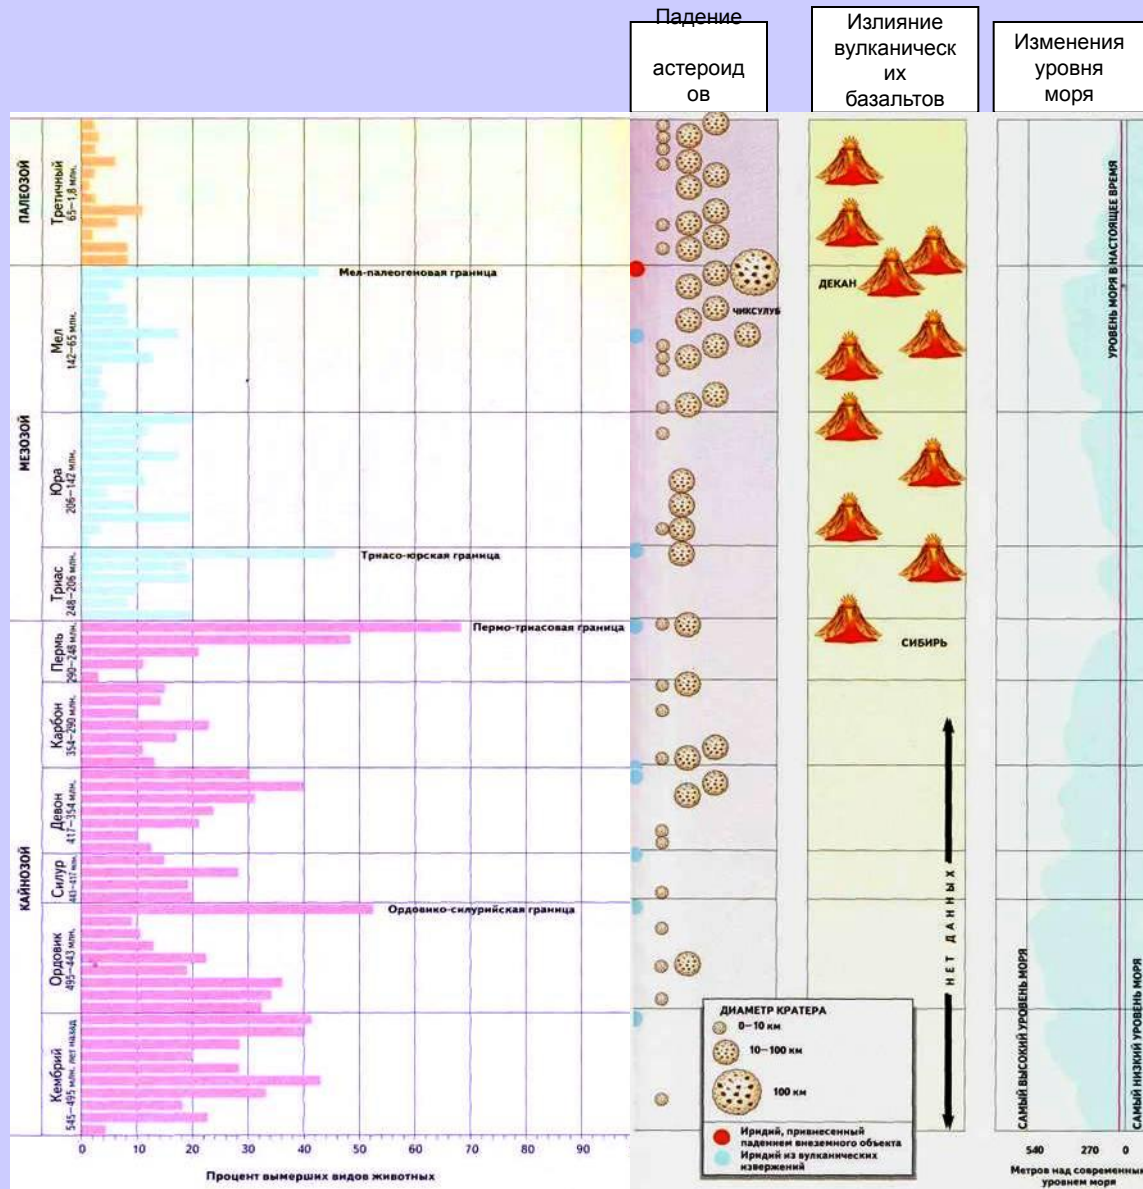 Падение
астероид
ов
Излияние
вулканическ
их
базальтов
Изменения
уровня
моря
ПАЛЕОЗОЙ
Третичный
65–1,8 млн.
МЕЗОЗОЙ
Мел
142–65 млн.
Юра
206–142 млн.
Триас
248–206 млн.
КАЙНОЗОЙ
Пермь
290–248 млн.
Карбон
354–290 млн.
Девон
417–354 млн.
Силур
443–417 млн.
Ордовик
495–443 млн.
Кембрий
545–495 млн. лет назад
Мел-палеогеновая граница
Триасо-юрская граница
Пермо-триасовая граница
Ордовико-силурийская граница
0 10 20 30 40 50 60 70 80 90
Процент вымерших видов животных
ЧИКСУЛУБ
ДЕКАН
СИБИРЬ
НЕТ ДАННЫХ
ДИАМЕТР КРАТЕРА
0–10 км
10–100 км
100 км
Иридий, привнесенный
падением внеземного объекта
Иридий из вулканических
извержений
УРОВЕНЬ МОРЯ В НАСТОЯЩЕЕ ВРЕМЯ
САМЫЙ ВЫСОКИЙ УРОВЕНЬ МОРЯ
САМЫЙ НИЗКИЙ УРОВЕНЬ МОРЯ
540 270 0
Метров над современным
уровнем моря